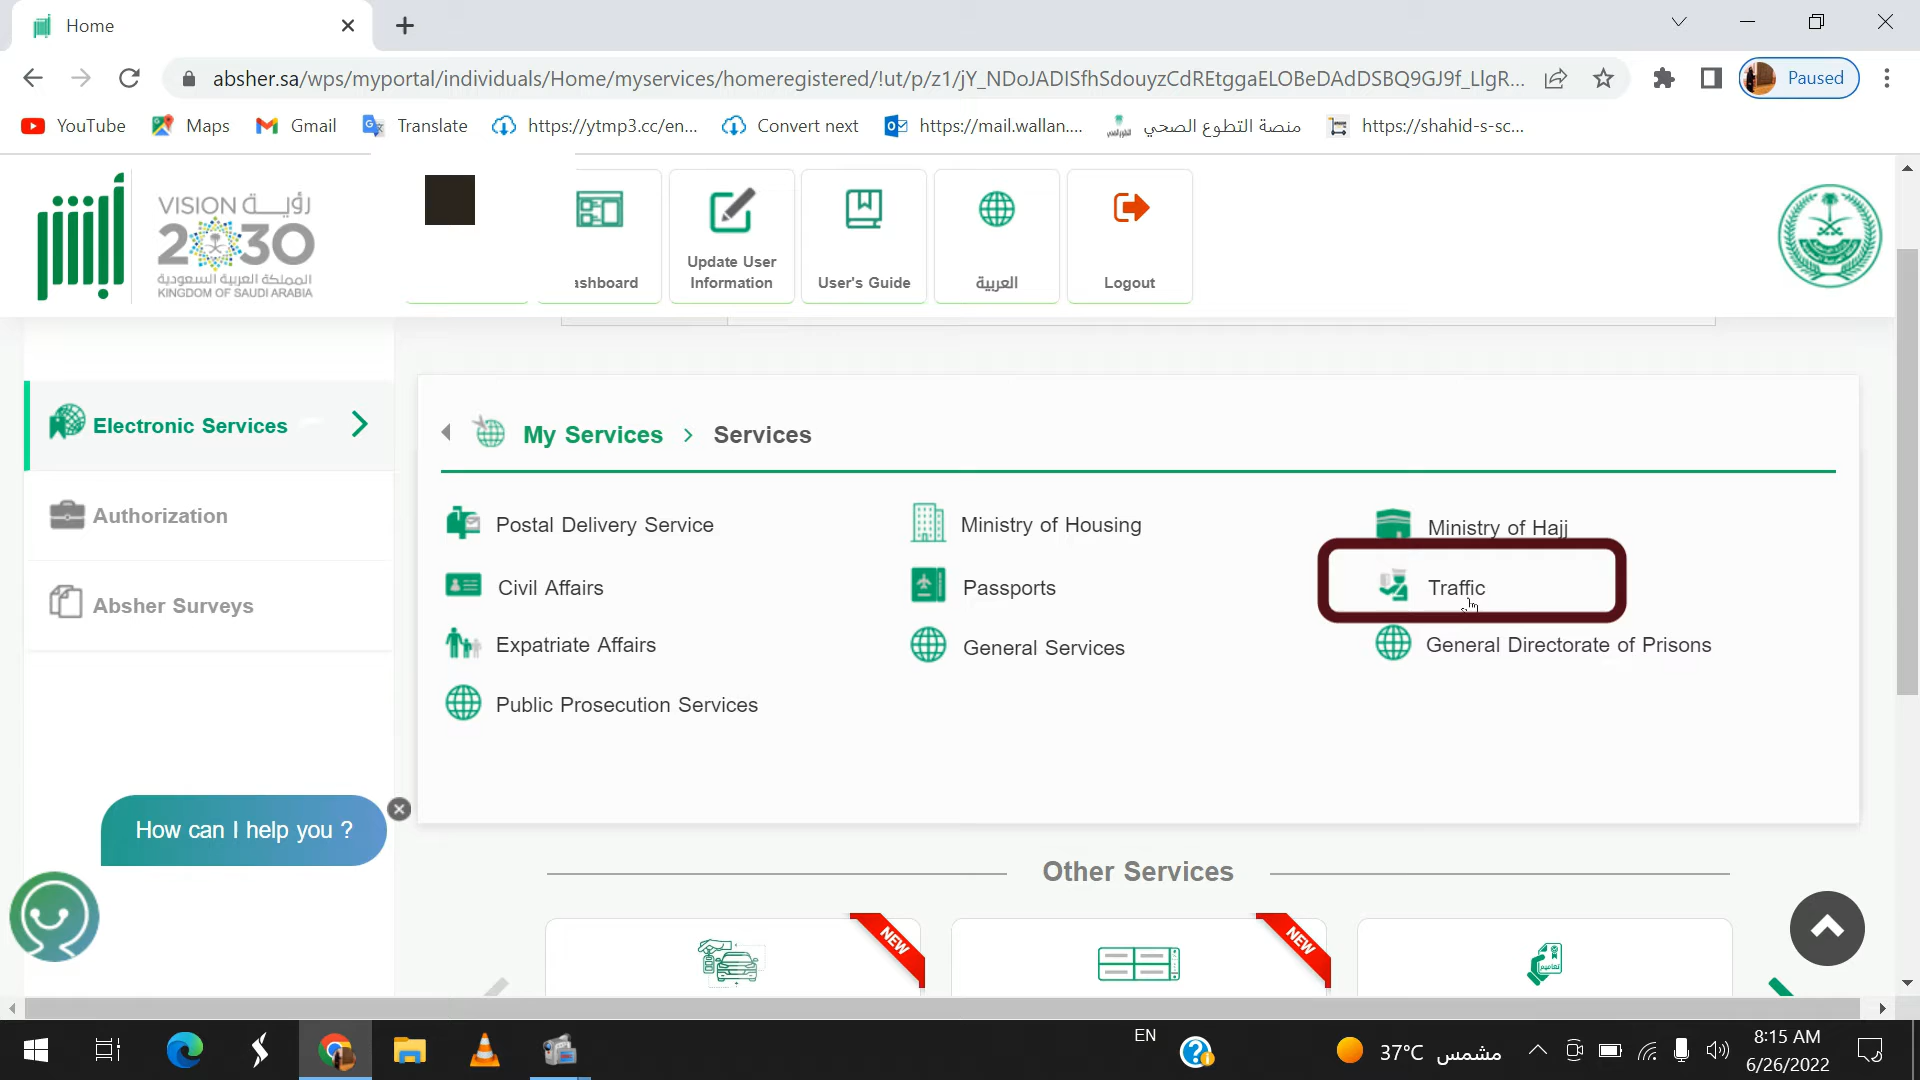 Home
absher.sa/wps/myportal/individuals/Home/myservices/homeregistered/!ut/p/z1/jY_NDoJADISfhSdouyzCdREtggaELOBeDAdDSBQ9GJ9f_LlgR...
Paused
YouTube
Maps
Gmail
Translate
https://ytmp3.cc/en...
Convert next
https://mail.wallan....
منصة التطوع الصحي
https://shahid-s-sc...
أبشر
VISION رؤية
2030
المملكة العربية السعودية
KINGDOM OF SAUDI ARABIA
ashboard
Update User
Information
User's Guide
العربية
Logout
Electronic Services
Authorization
Absher Surveys
My Services > Services
Postal Delivery Service
Ministry of Housing
Ministry of Hajj
Civil Affairs
Passports
Traffic
Expatriate Affairs
General Services
General Directorate of Prisons
Public Prosecution Services
How can I help you ?
Other Services
NEW
NEW
تعاميم
EN
37°C مشمس
8:15 AM
6/26/2022